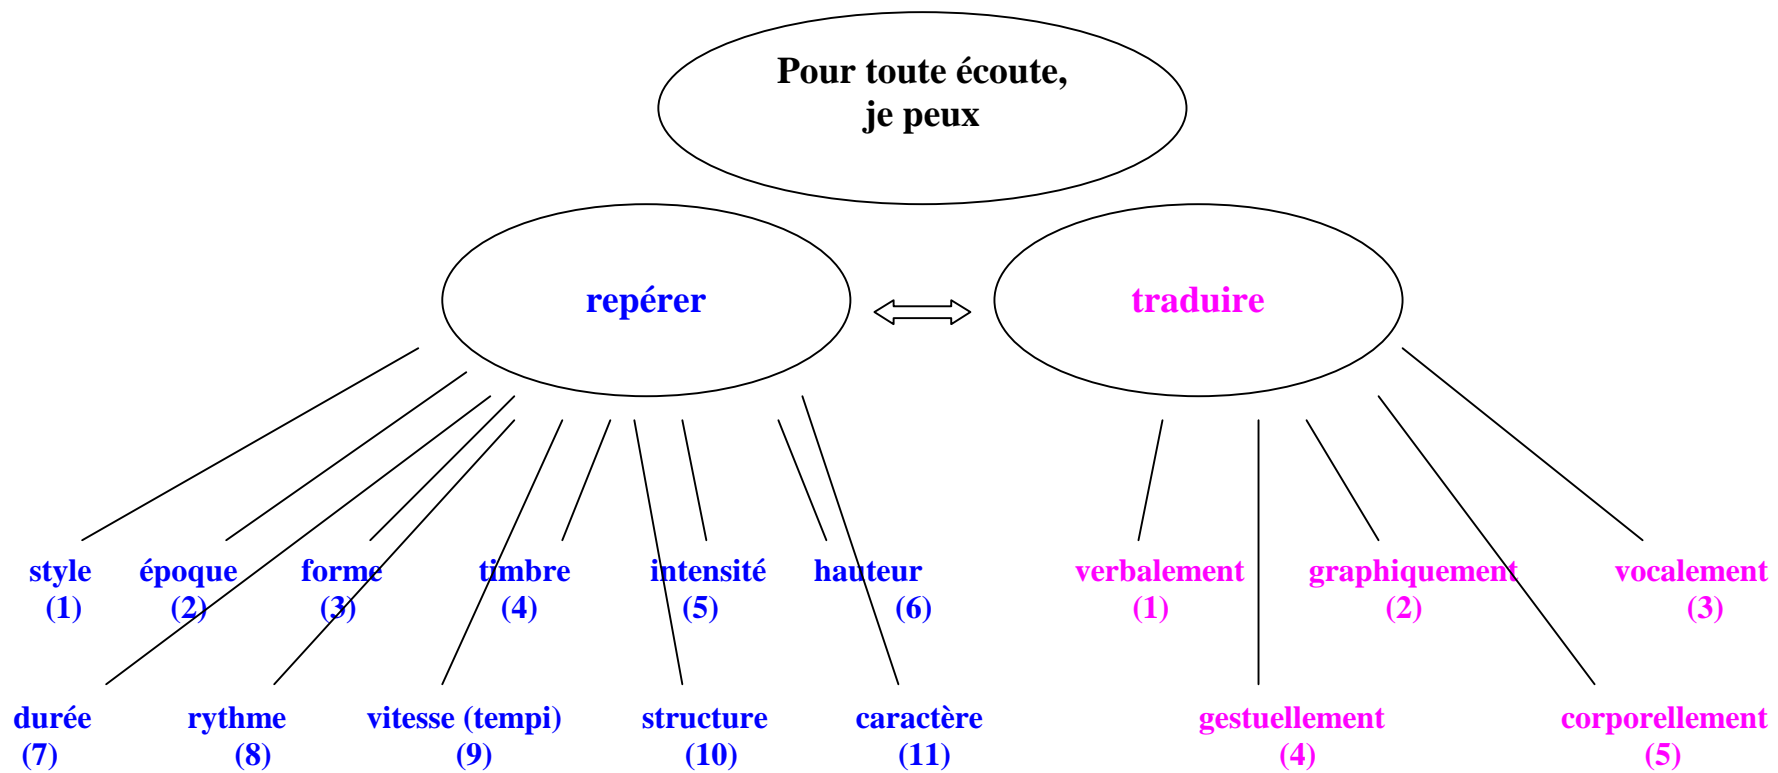 Pour toute écoute,
je peux
repérer
traduire
style époque forme timbre intensité hauteur verbalement graphiquement vocalement
(1) (2) (3) (4) (5) (6) (1) (2) (3)
durée rythme vitesse (tempi) structure caractère gestuellement corporellement
(7) (8) (9) (10) (11) (4) (5)